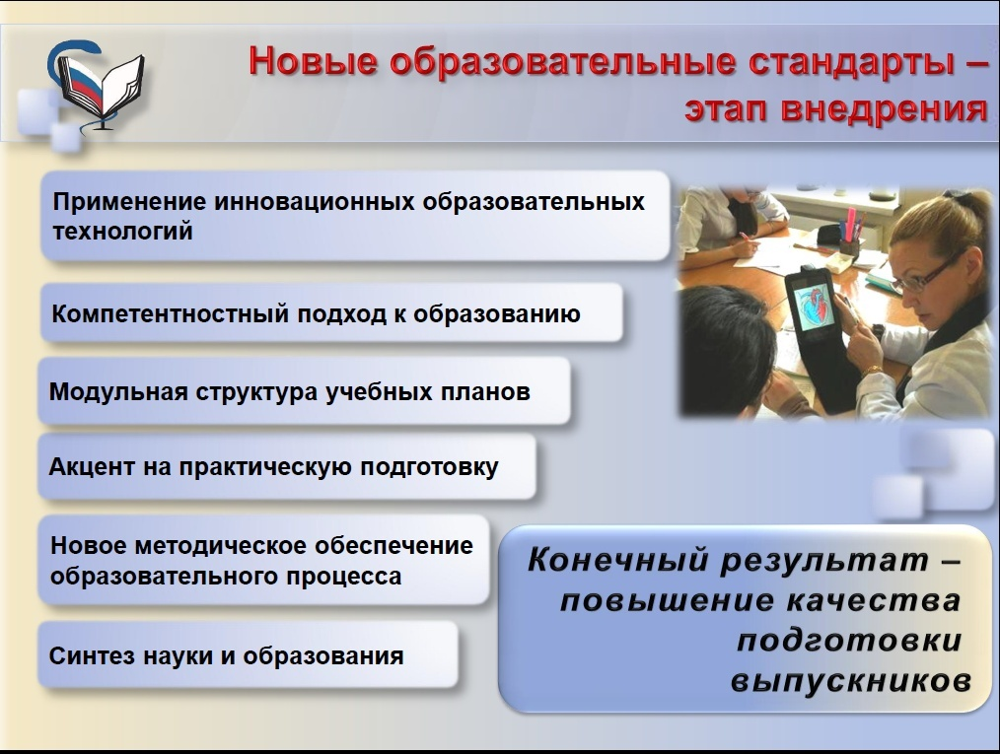 Новые образовательные стандарты –
этап внедрения
Применение инновационных образовательных
технологий
Компетентностный подход к образованию
Модульная структура учебных планов
Акцент на практическую подготовку
Новое методическое обеспечение
образовательного процесса
Синтез науки и образования
Конечный результат –
повышение качества
подготовки
выпускников